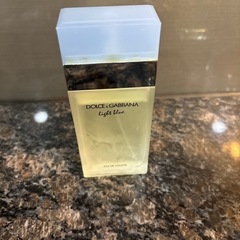 DOLCE & GABBANA
light blue
EAU DE TOILETTE